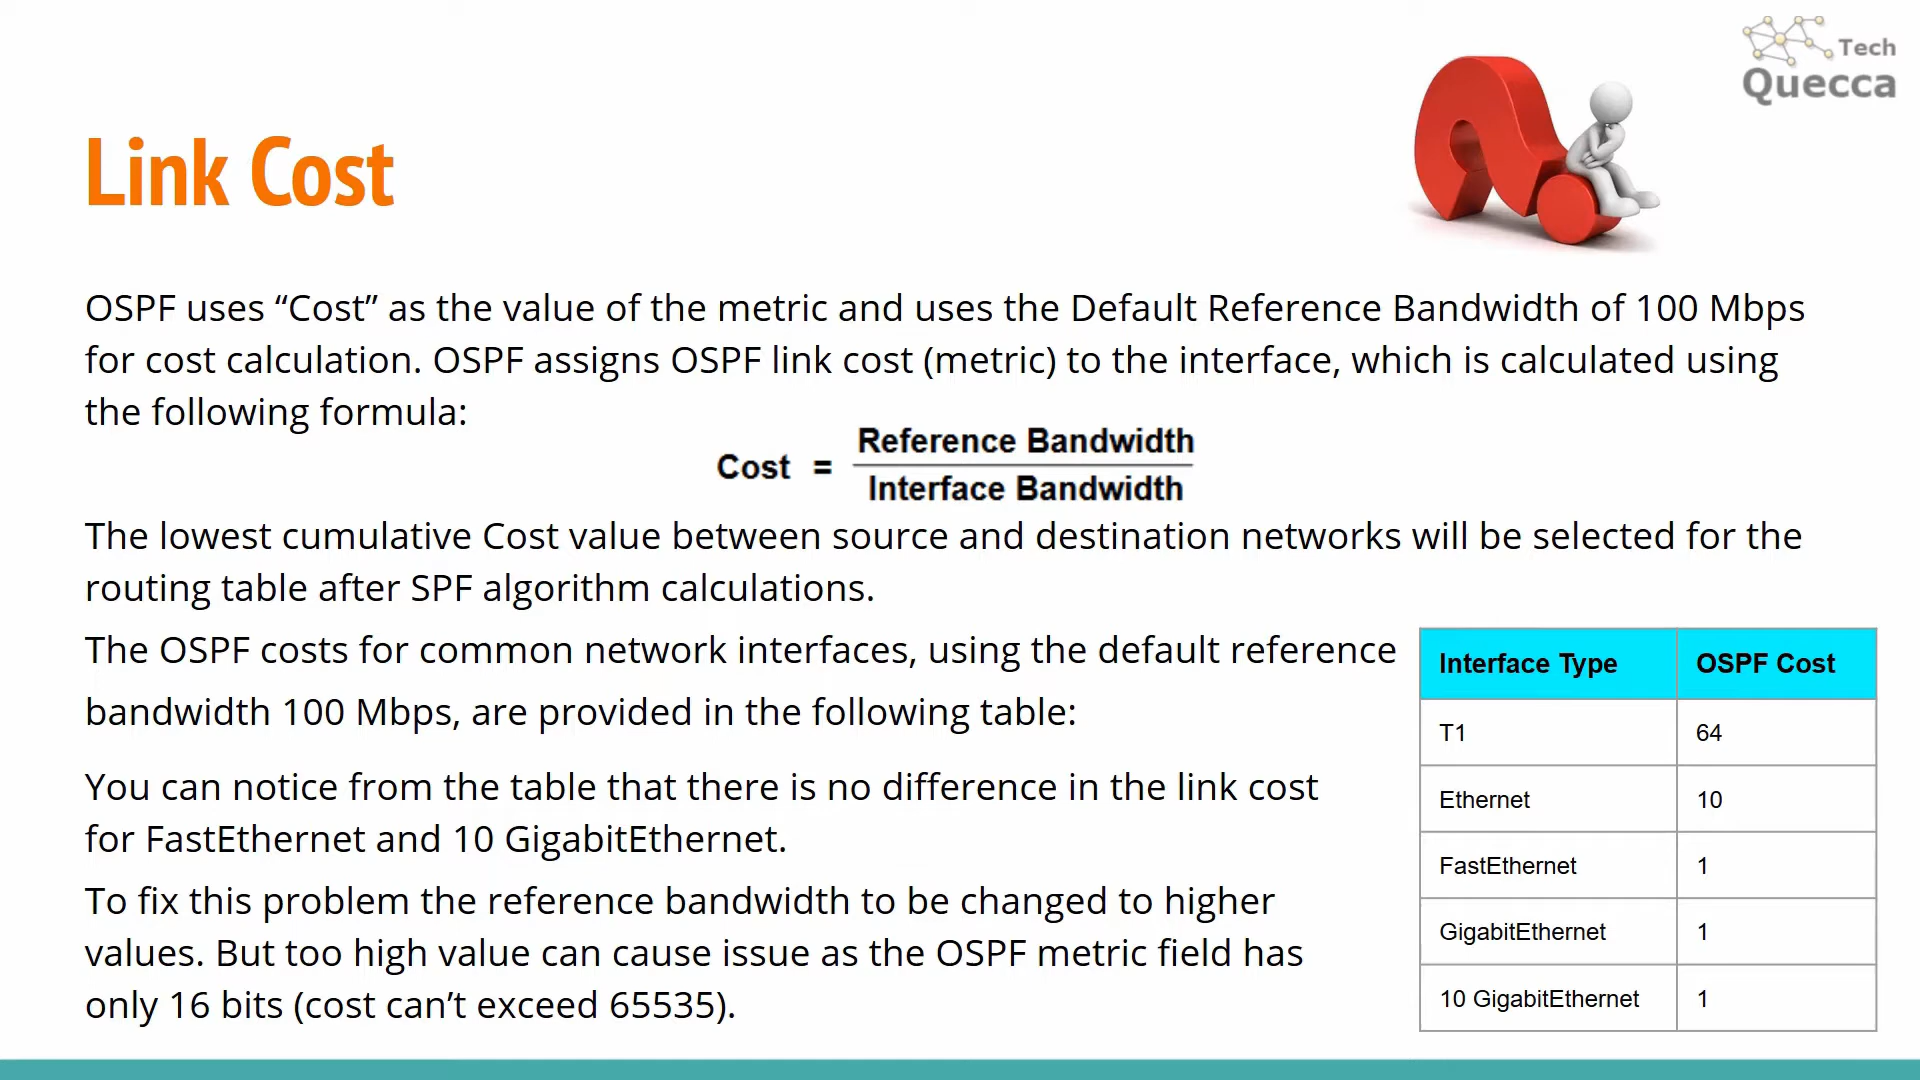 Tech
Quecca
Link Cost
OSPF uses “Cost” as the value of the metric and uses the Default Reference Bandwidth of 100 Mbps
for cost calculation. OSPF assigns OSPF link cost (metric) to the interface, which is calculated using
the following formula:
Cost = Reference Bandwidth
Interface Bandwidth
The lowest cumulative Cost value between source and destination networks will be selected for the
routing table after SPF algorithm calculations.
The OSPF costs for common network interfaces, using the default reference
bandwidth 100 Mbps, are provided in the following table:
You can notice from the table that there is no difference in the link cost
for FastEthernet and 10 GigabitEthernet.
To fix this problem the reference bandwidth to be changed to higher
values. But too high value can cause issue as the OSPF metric field has
only 16 bits (cost can’t exceed 65535).
Interface Type OSPF Cost
T1 64
Ethernet 10
FastEthernet 1
GigabitEthernet 1
10 GigabitEthernet 1